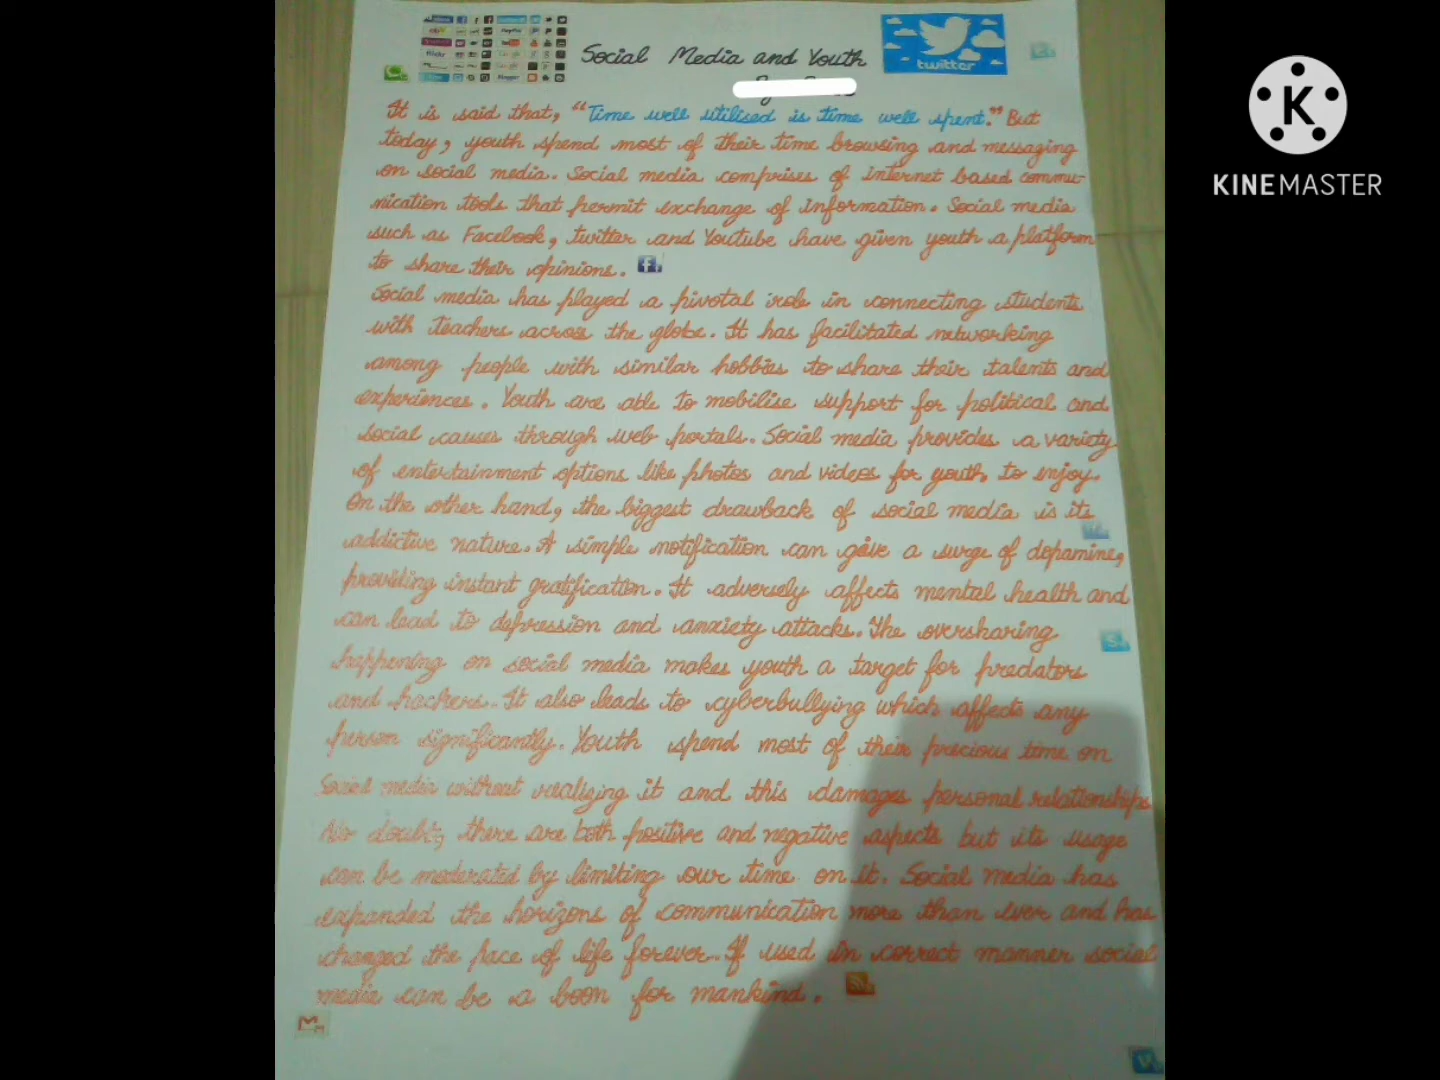 Social Media and Youth
twitter
KINEMASTER
It is said that, "Time well utilised is time well spent." But
today, youth spend most of their time browsing and messaging
on social media. Social media comprises of internet based commu-
nication tools that permit exchange of information. Social media
such as Facebook, twitter and YouTube have given youth a platform
to share their opinions.
Social media has played a pivotal role in connecting students
with teachers across the globe. It has facilitated networking
among people with similar hobbies to share their talents and
experiences. Youth are able to mobilise support for political and
social causes through web portals. Social media provides a variety
of entertainment options like photos and videos for youth to enjoy.
On the other hand, the biggest drawback of social media is its
addictive nature. A simple notification can give a surge of dopamine,
providing instant gratification. It adversely affects mental health and
can lead to depression and anxiety attacks. The oversharing
happening on social media makes youth a target for predators
and hackers. It also leads to cyberbullying which affects any
person significantly. Youth spend most of their precious time on
Social media without realizing it and this damages personal relationships
No doubt, there are both positive and negative aspects but its usage
can be moderated by limiting our time on it. Social media has
expanded the horizons of communication more than ever and has
changed the pace of life forever. If used in correct manner social
media can be a boon for mankind.